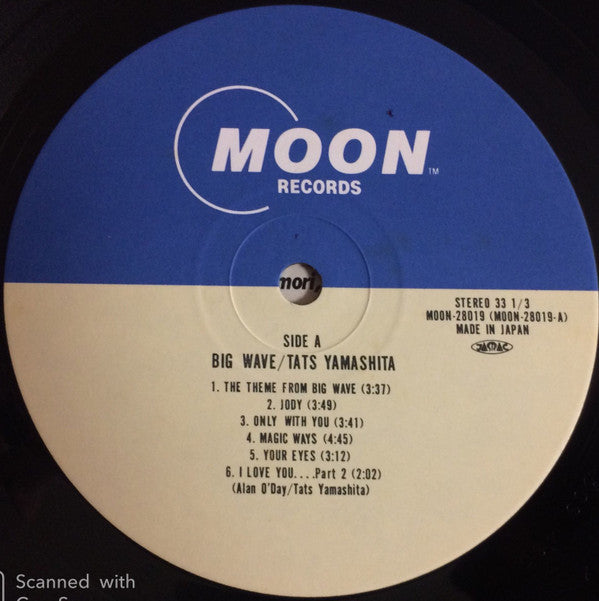 MOON
TM
RECORDS
nori,
STEREO 33 1/3
MOON-28019 (MOON-28019-A)
MADE IN JAPAN
JASRAC
SIDE A
BIG WAVE/TATS YAMASHITA
1. THE THEME FROM BIG WAVE (3:37)
2. JODY (3:49)
3. ONLY WITH YOU (3:41)
4. MAGIC WAYS (4:45)
5. YOUR EYES (3:12)
6. I LOVE YOU....Part 2 (2:02)
(Alan O'Day/Tats Yamashita)
Scanned with